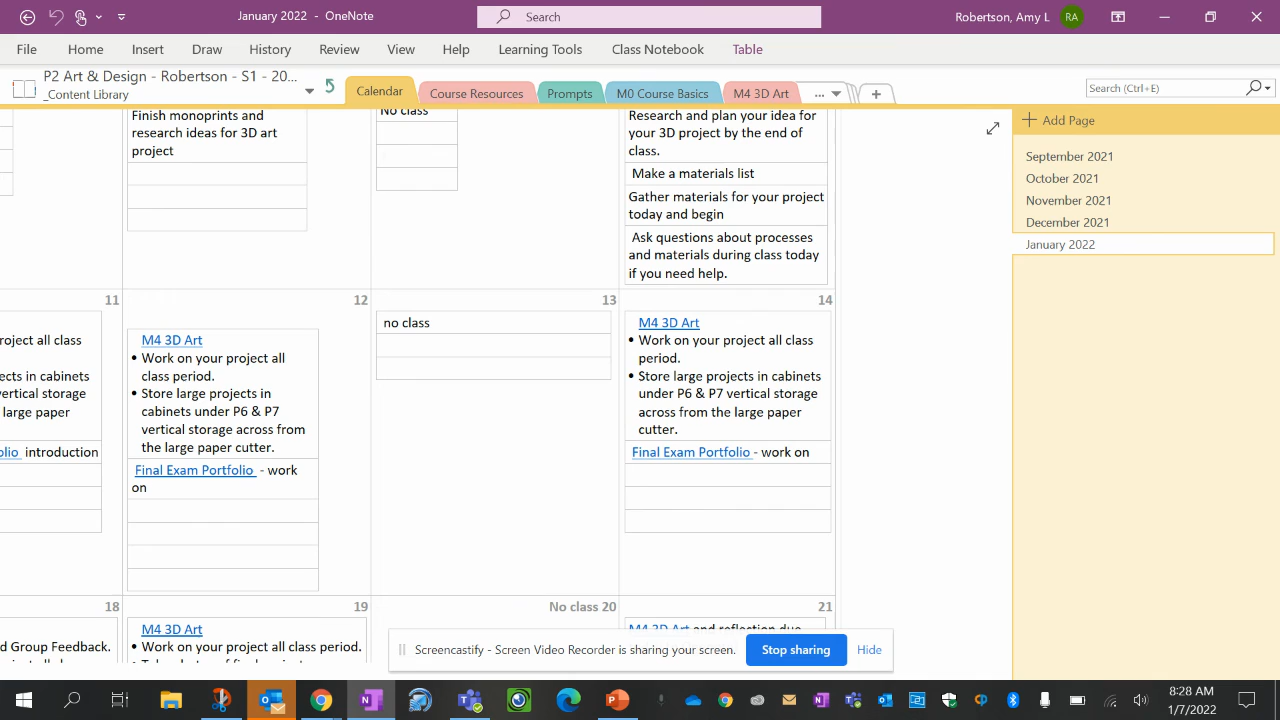 January 2022 - OneNote
Search
Robertson, Amy L
RA
File
Home
Insert
Draw
History
Review
View
Help
Learning Tools
Class Notebook
Table
P2 Art & Design - Robertson - S1 - 20...
_Content Library
Calendar
Course Resources
Prompts
M0 Course Basics
M4 3D Art
...
Search (Ctrl+E)
Add Page
September 2021
October 2021
November 2021
December 2021
January 2022
Finish monoprints and
research ideas for 3D art
project
No class
Research and plan your idea for
your 3D project by the end of
class.
Make a materials list
Gather materials for your project
today and begin
Ask questions about processes
and materials during class today
if you need help.
11
roject all class
ects in cabinets
vertical storage
large paper
olio introduction
12
M4 3D Art
• Work on your project all
class period.
• Store large projects in
cabinets under P6 & P7
vertical storage across from
the large paper cutter.
Final Exam Portfolio - work
on
13
no class
14
M4 3D Art
• Work on your project all class
period.
• Store large projects in cabinets
under P6 & P7 vertical storage
across from the large paper
cutter.
Final Exam Portfolio - work on
18
d Group Feedback.
19
M4 3D Art
• Work on your project all class period.
No class 20
21
M4 3D Art and reflection due
Screencastify - Screen Video Recorder is sharing your screen.
Stop sharing
Hide
8:28 AM
1/7/2022